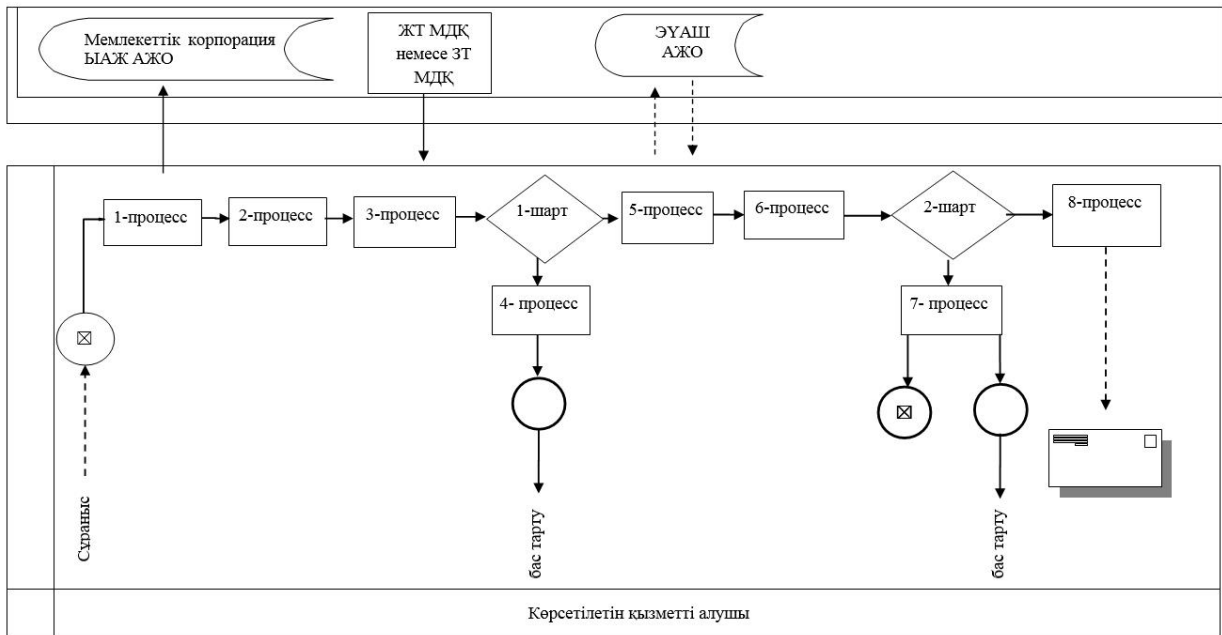 Мемлекеттік корпорация
ЫАЖ АЖО
ЖТ МДҚ
немесе ЗТ
МДҚ
ЭҮАШ
АЖО
1-процесс
2-процесс
3-процесс
1-шарт
5-процесс
6-процесс
2-шарт
8-процесс
4- процесс
7- процесс
Сұраныс
бас тарту
бас тарту
Көрсетілетін қызметті алушы